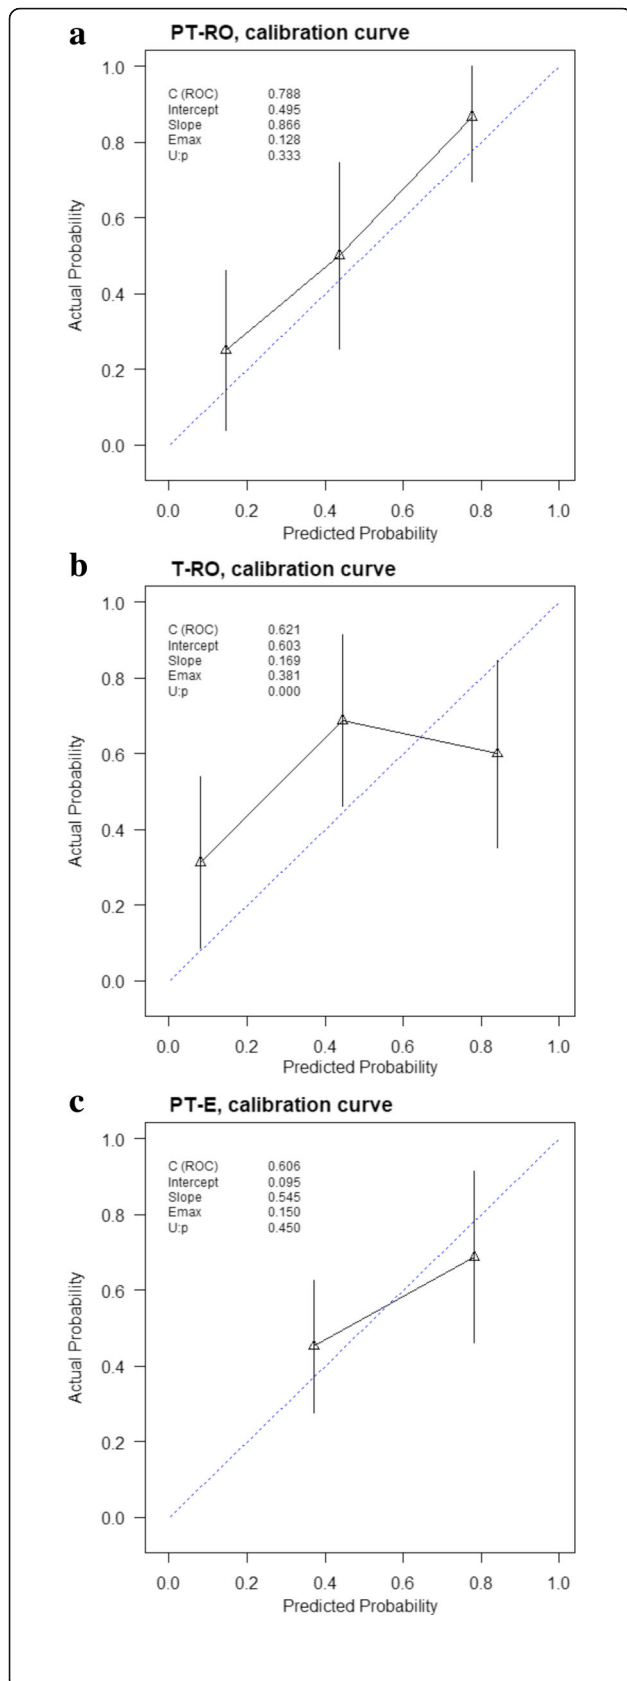 a
PT-RO, calibration curve
C (ROC) 0.788
Intercept 0.495
Slope 0.866
Emax 0.128
U:p 0.333
Actual Probability
1.0
0.8
0.6
0.4
0.2
0.0
0.0 0.2 0.4 0.6 0.8 1.0
Predicted Probability
b
T-RO, calibration curve
C (ROC) 0.621
Intercept 0.603
Slope 0.169
Emax 0.381
U:p 0.000
Actual Probability
1.0
0.8
0.6
0.4
0.2
0.0
0.0 0.2 0.4 0.6 0.8 1.0
Predicted Probability
c
PT-E, calibration curve
C (ROC) 0.606
Intercept 0.095
Slope 0.545
Emax 0.150
U:p 0.450
Actual Probability
1.0
0.8
0.6
0.4
0.2
0.0
0.0 0.2 0.4 0.6 0.8 1.0
Predicted Probability